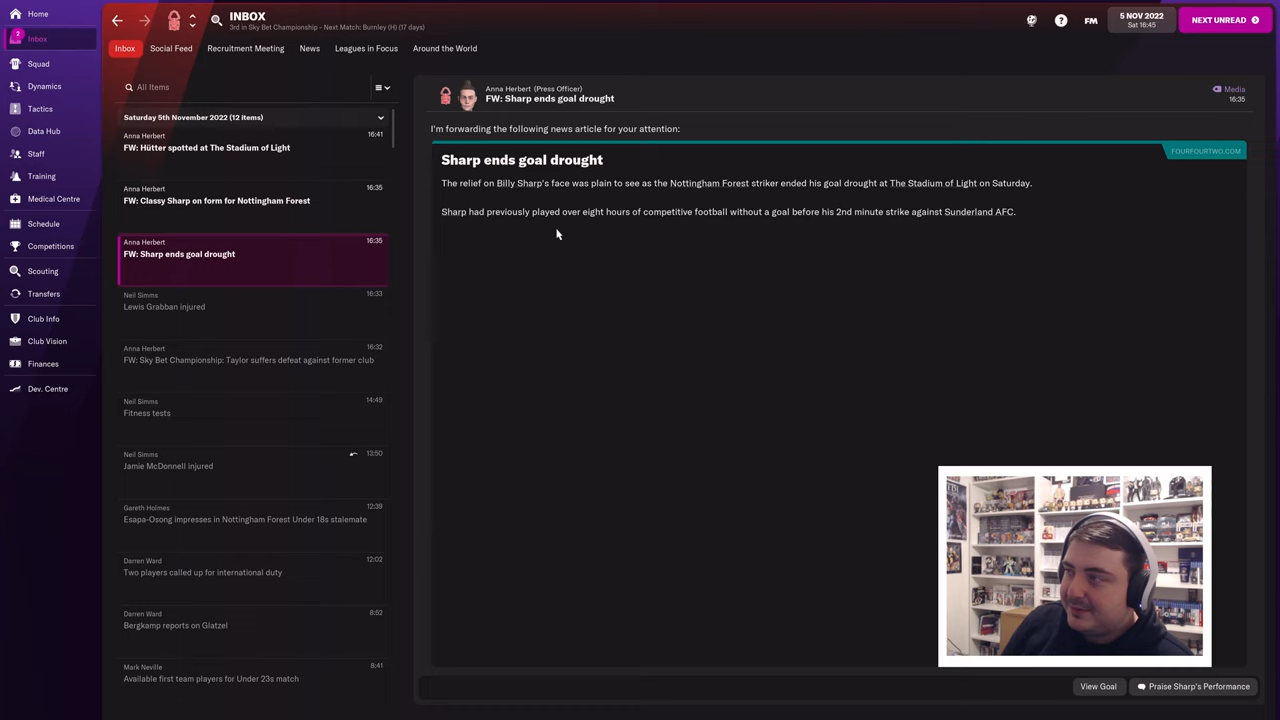 Home
2
Inbox
Squad
Dynamics
Tactics
Data Hub
Staff
Training
Medical Centre
Schedule
Competitions
Scouting
Transfers
Club Info
Club Vision
Finances
Dev. Centre
INBOX
3rd in Sky Bet Championship - Next Match: Burnley (H) (17 days)
FM
5 NOV 2022
Sat 16:45
NEXT UNREAD
Inbox
Social Feed
Recruitment Meeting
News
Leagues in Focus
Around the World
All Items
Saturday 5th November 2022 (12 items)
Anna Herbert 16:41
FW: Hütter spotted at The Stadium of Light
Anna Herbert 16:35
FW: Classy Sharp on form for Nottingham Forest
Anna Herbert 16:35
FW: Sharp ends goal drought
Neil Simms 16:33
Lewis Grabban injured
Anna Herbert 16:32
FW: Sky Bet Championship: Taylor suffers defeat against former club
Neil Simms 14:49
Fitness tests
Neil Simms 13:50
Jamie McDonnell injured
Gareth Holmes 12:39
Esapa-Osong impresses in Nottingham Forest Under 18s stalemate
Darren Ward 12:02
Two players called up for international duty
Darren Ward 8:52
Bergkamp reports on Glatzel
Mark Neville 8:41
Available first team players for Under 23s match
Anna Herbert (Press Officer)
FW: Sharp ends goal drought
Media
16:35
I'm forwarding the following news article for your attention:
FOURFOURTWO.COM
Sharp ends goal drought
The relief on Billy Sharp's face was plain to see as the Nottingham Forest striker ended his goal drought at The Stadium of Light on Saturday.
Sharp had previously played over eight hours of competitive football without a goal before his 2nd minute strike against Sunderland AFC.
View Goal
Praise Sharp's Performance